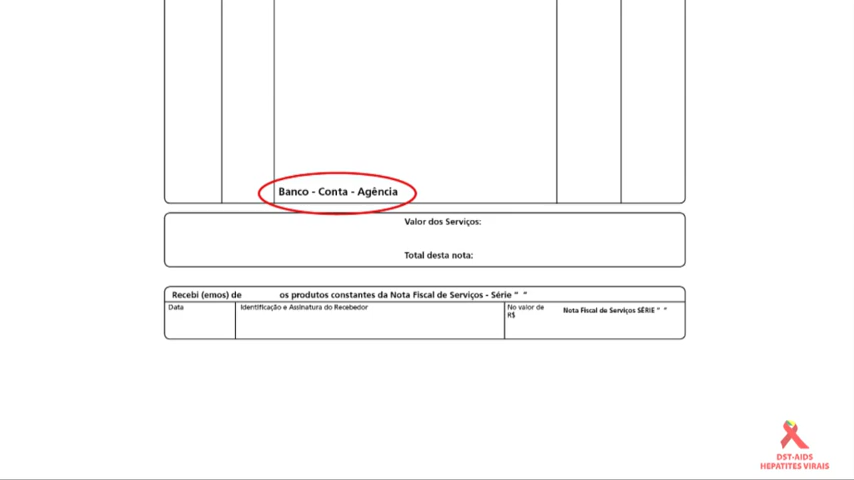 Banco - Conta - Agência
Valor dos Serviços:
Total desta nota:
Recebi (emos) de os produtos constantes da Nota Fiscal de Serviços - Série " "
Data
Identificação e Assinatura do Recebedor
No valor de
R$
Nota Fiscal de Serviços SÉRIE " "
DST-AIDS
HEPATITES VIRAIS